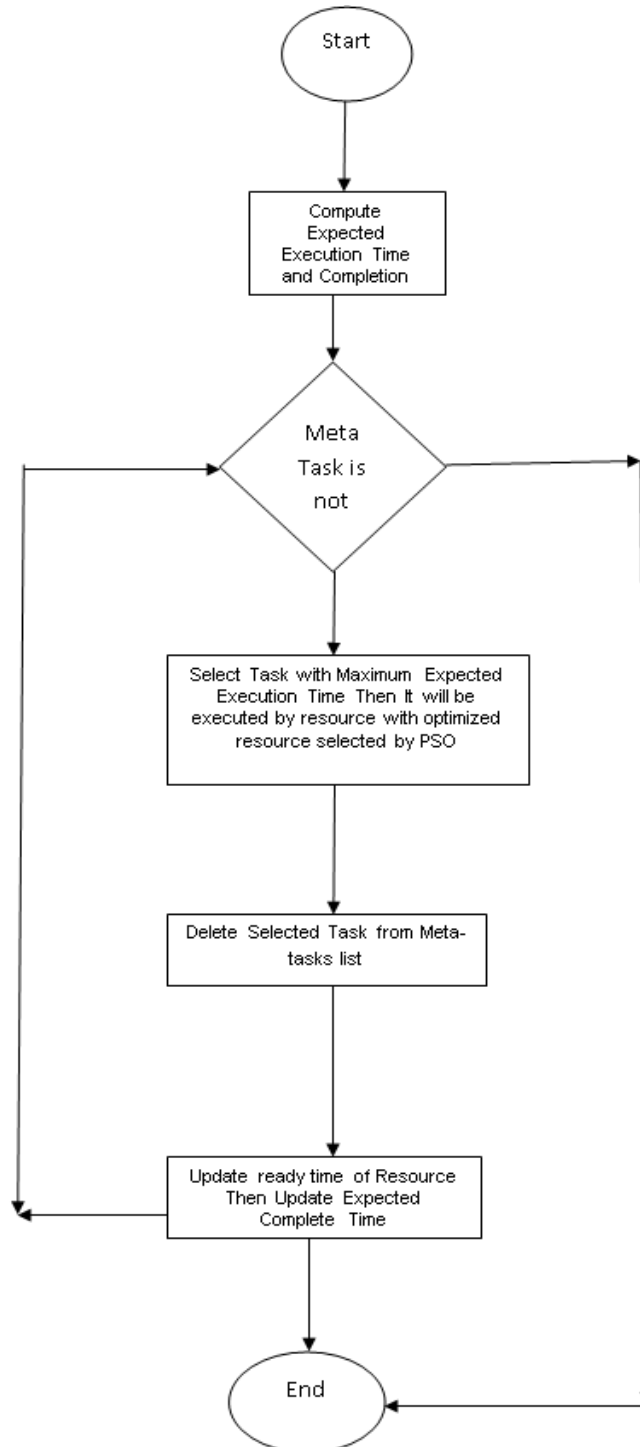 Start
Compute
Expected
Execution Time
and Completion
Meta
Task is
not
Select Task with Maximum Expected
Execution Time Then It will be
executed by resource with optimized
resource selected by PSO
Delete Selected Task from Meta-
tasks list
Update ready time of Resource
Then Update Expected
Complete Time
End